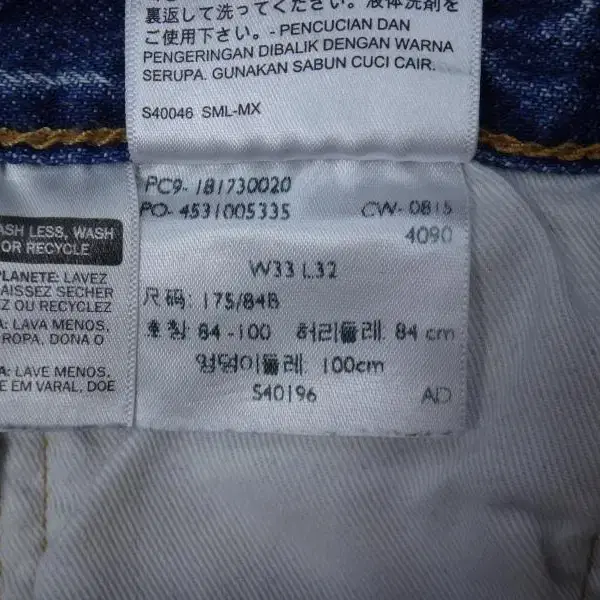 裏返して洗ってください。液体洗剤を
ご使用下さい。- PENCUCIAN DAN
PENGERINGAN DIBALIK DENGAN WARNA
SERUPA. GUNAKAN SABUN CUCI CAIR.
S40046 SML-MX
ASH LESS, WASH
OR RECYCLE
PLANETE: LAVEZ
AISSEZ SECHER
Z OU RECYCLEZ
A: LAVA MENOS,
ROPA, DONA O
A: LAVE MENOS,
E EM VARAL, DOE
PC9- 181730020
PO- 4531005335 CW- 0815
4090
W33 L32
尺码: 175/84B
호칭 84 -100 허리둘레: 84 cm
엉덩이둘레: 100cm
S40196 AD